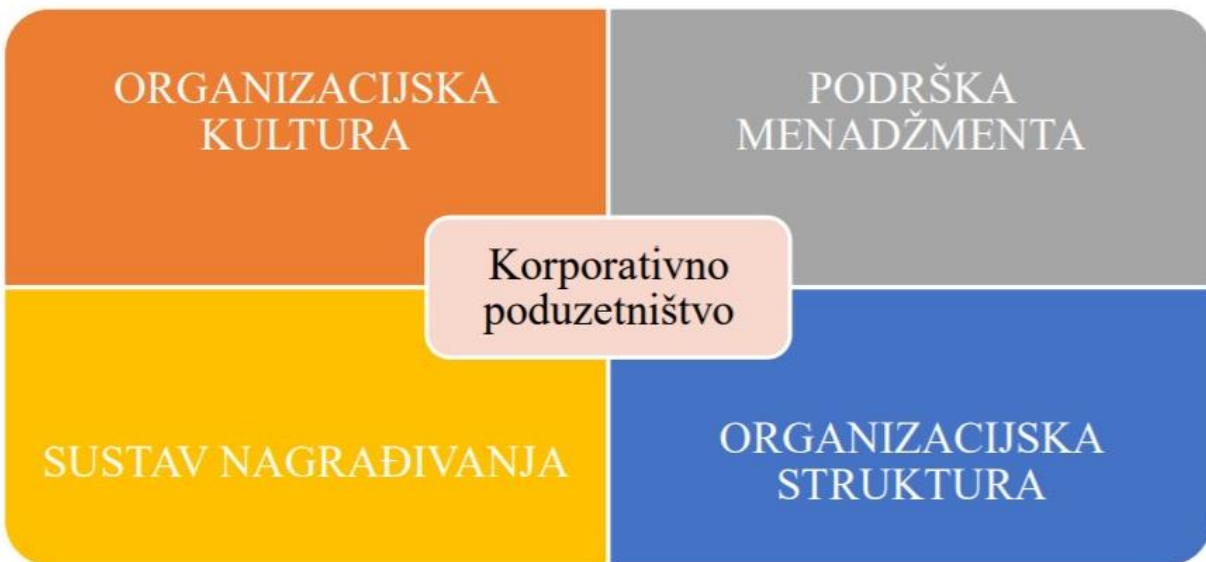 ORGANIZACIJSKA
KULTURA
PODRŠKA
MENADŽMENTA
Korporativno
poduzetništvo
SUSTAV NAGRAĐIVANJA
ORGANIZACIJSKA
STRUKTURA